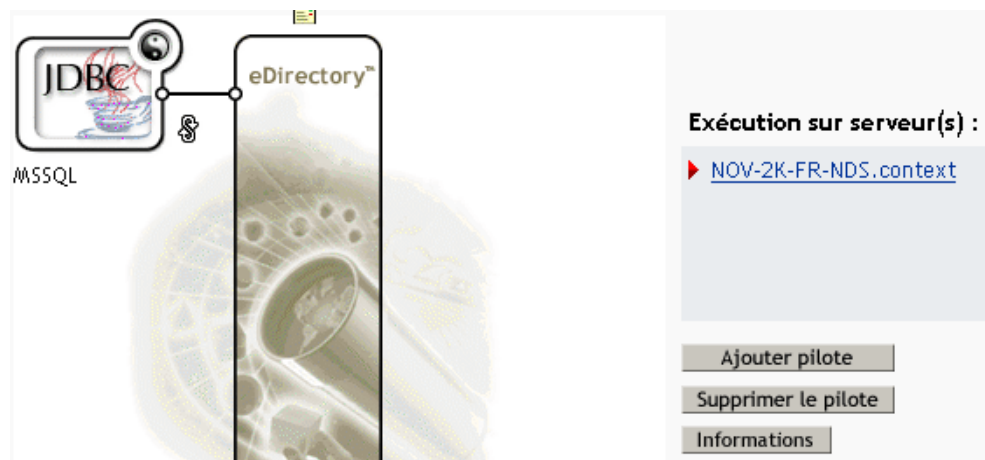 JDBC
eDirectory™
MSSQL
Exécution sur serveur(s) :
NOV-2K-FR-NDS.context
Ajouter pilote
Supprimer le pilote
Informations